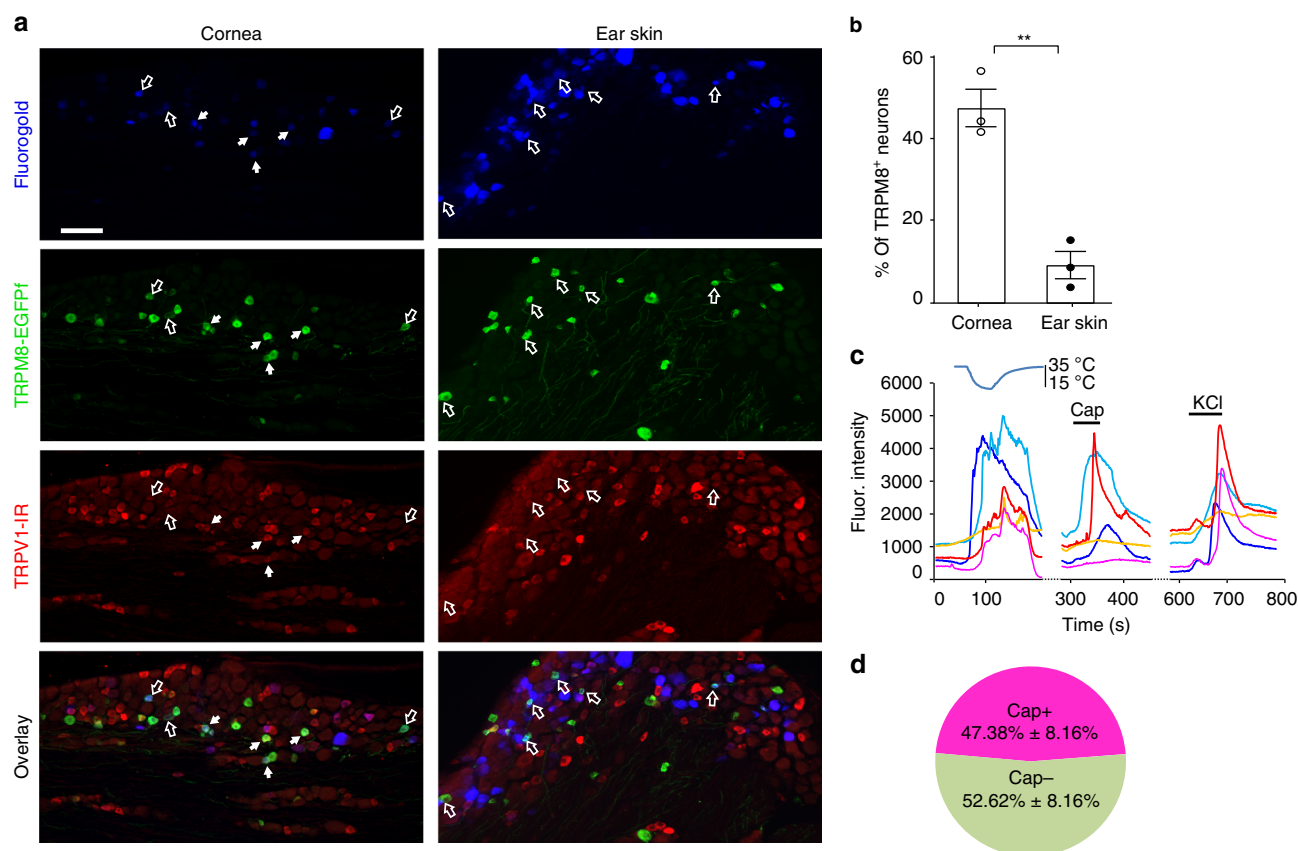 a
Cornea
Ear skin
Fluorogold
TRPM8-EGFPf
TRPV1-IR
Overlay
b
**
60
40
20
0
% Of TRPM8+ neurons
Cornea
Ear skin
c
35 °C
15 °C
6000
5000
4000
3000
2000
1000
0
Fluor. intensity
Cap
KCl
0
100
300
400
600
700
800
Time (s)
d
Cap+
47.38% ± 8.16%
Cap–
52.62% ± 8.16%